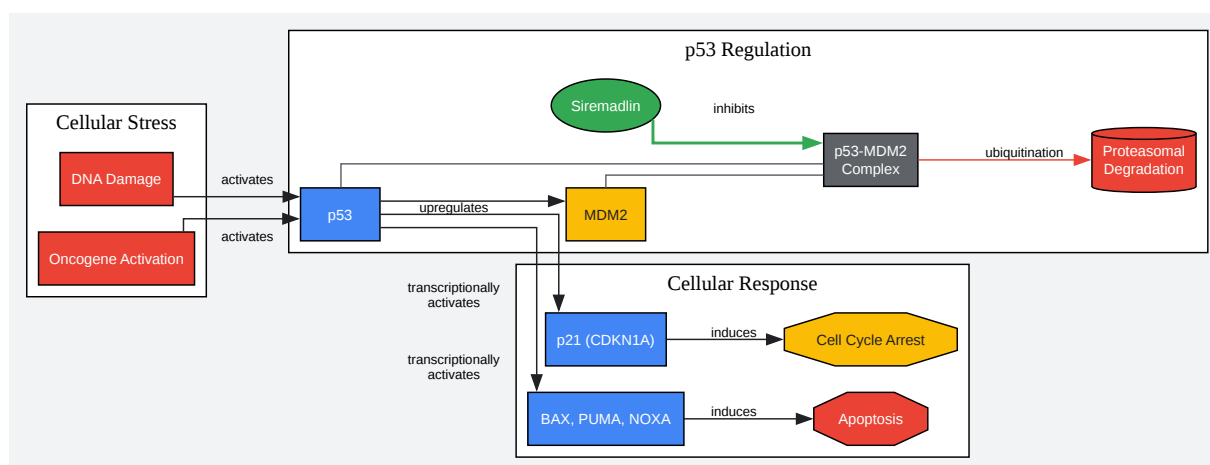 p53 Regulation
Cellular Stress
Siremadlin
inhibits
p53-MDM2
Complex
ubiquitination
Proteasomal
Degradation
DNA Damage
activates
p53
upregulates
MDM2
Oncogene Activation
activates
Cellular Response
transcriptionally
activates
p21 (CDKN1A)
induces
Cell Cycle Arrest
transcriptionally
activates
BAX, PUMA, NOXA
induces
Apoptosis